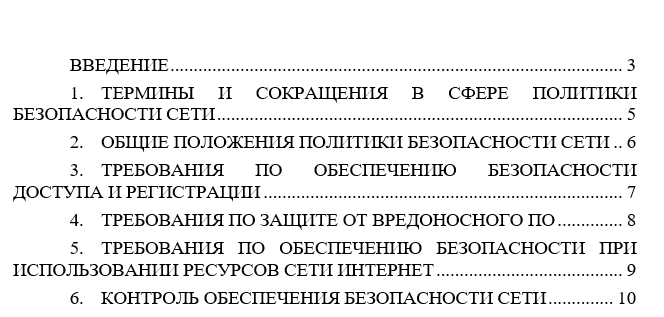 ВВЕДЕНИЕ........................................................................................................ 3
1. ТЕРМИНЫ И СОКРАЩЕНИЯ В СФЕРЕ ПОЛИТИКИ
БЕЗОПАСНОСТИ СЕТИ.............................................................................................. 5
2. ОБЩИЕ ПОЛОЖЕНИЯ ПОЛИТИКИ БЕЗОПАСНОСТИ СЕТИ .. 6
3. ТРЕБОВАНИЯ ПО ОБЕСПЕЧЕНИЮ БЕЗОПАСНОСТИ
ДОСТУПА И РЕГИСТРАЦИИ ................................................................................... 7
4. ТРЕБОВАНИЯ ПО ЗАЩИТЕ ОТ ВРЕДОНОСНОГО ПО............... 8
5. ТРЕБОВАНИЯ ПО ОБЕСПЕЧЕНИЮ БЕЗОПАСНОСТИ ПРИ
ИСПОЛЬЗОВАНИИ РЕСУРСОВ СЕТИ ИНТЕРНЕТ ........................................... 9
6. КОНТРОЛЬ ОБЕСПЕЧЕНИЯ БЕЗОПАСНОСТИ СЕТИ.............. 10